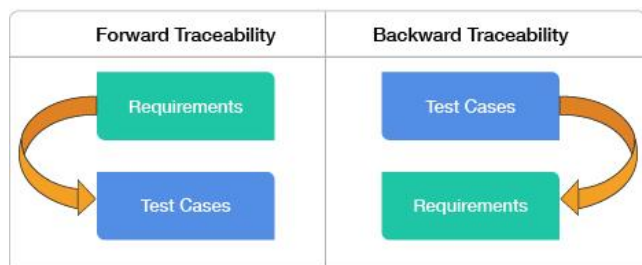 Forward Traceability
Requirements
Test Cases
Backward Traceability
Test Cases
Requirements